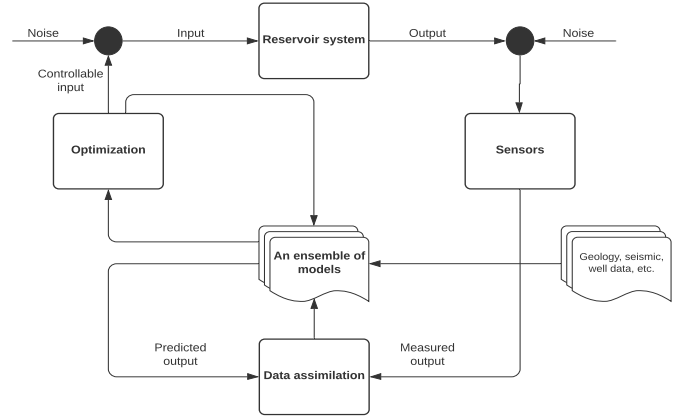 Noise
Input
Reservoir system
Output
Noise
Controllable
input
Optimization
Sensors
An ensemble of
models
Geology, seismic,
well data, etc.
Predicted
output
Measured
output
Data assimilation